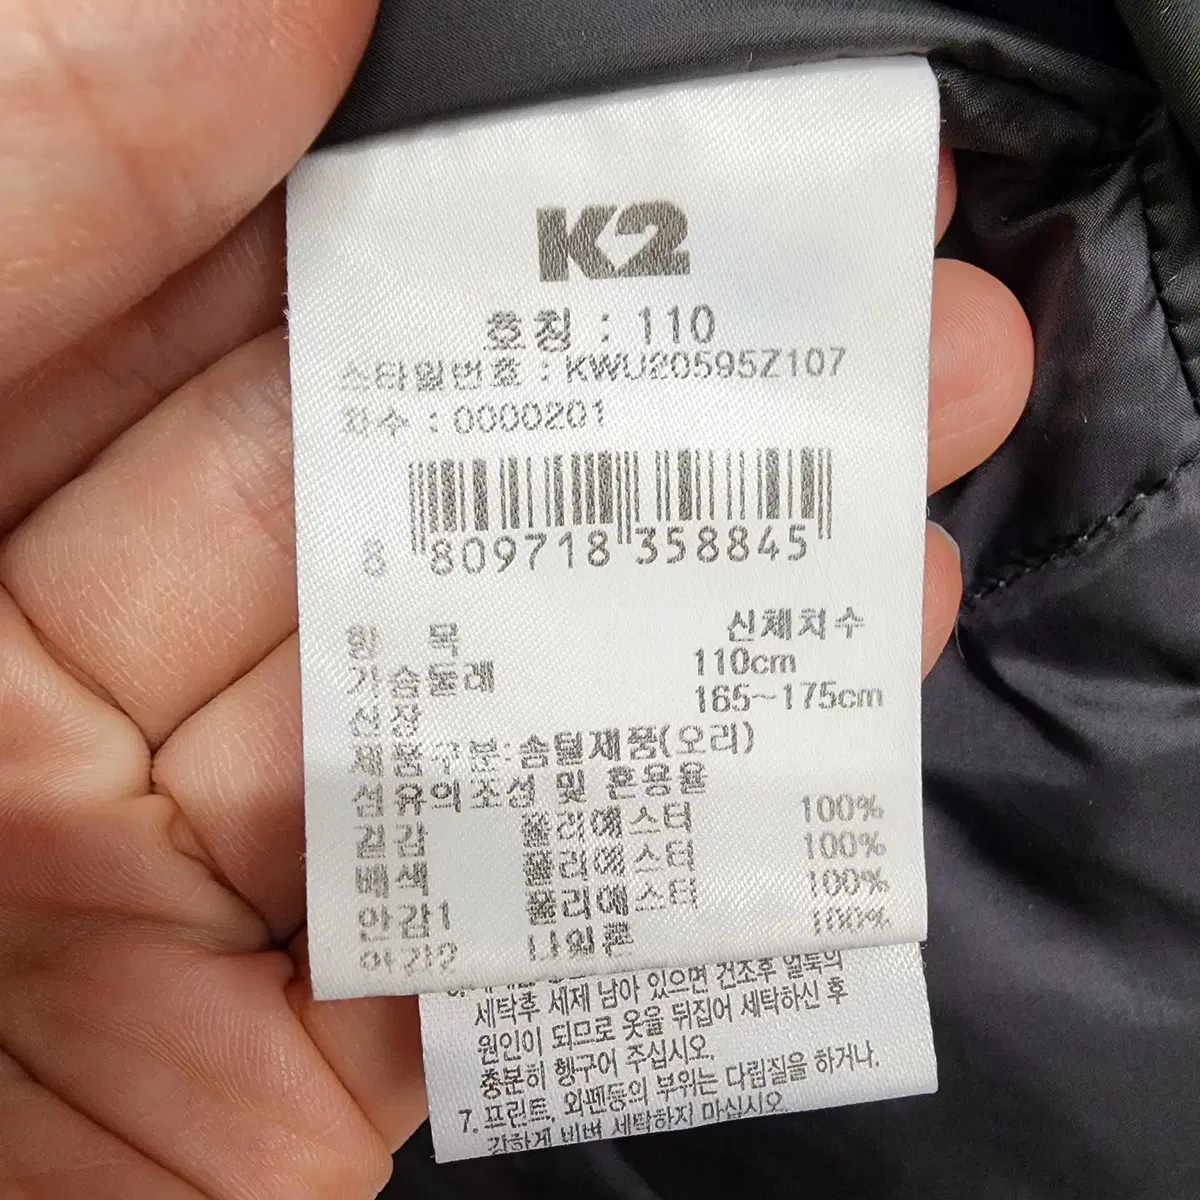 K2
호칭 : 110
스타일번호 : KWU20595Z107
차수 : 0000201
8 809718 358845
항 목 신체치수
가슴둘레 110cm
신장 165~175cm
제품구분:솜털제품(오리)
섬유의조성 및 혼용율
겉감 폴리에스터 100%
배색 폴리에스터 100%
안감1 폴리에스터 100%
안감2 나일론 100%
있으면 건조후 얼룩의
세탁후 세제 남아
원인이 되므로 옷을 뒤집어 세탁하신 후
충분히 헹구어 주십시오.
7. 프린트, 와펜등의 부위는 다림질을 하거나,
강하게 비벼 세탁하지 마십시오